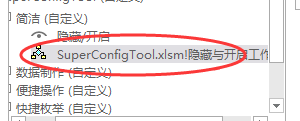 简洁 (自定义)
隐藏/开启
SuperConfigTool.xlsm!隐藏与开启工作
数据制作 (自定义)
便捷操作 (自定义)
快捷枚举 (自定义)